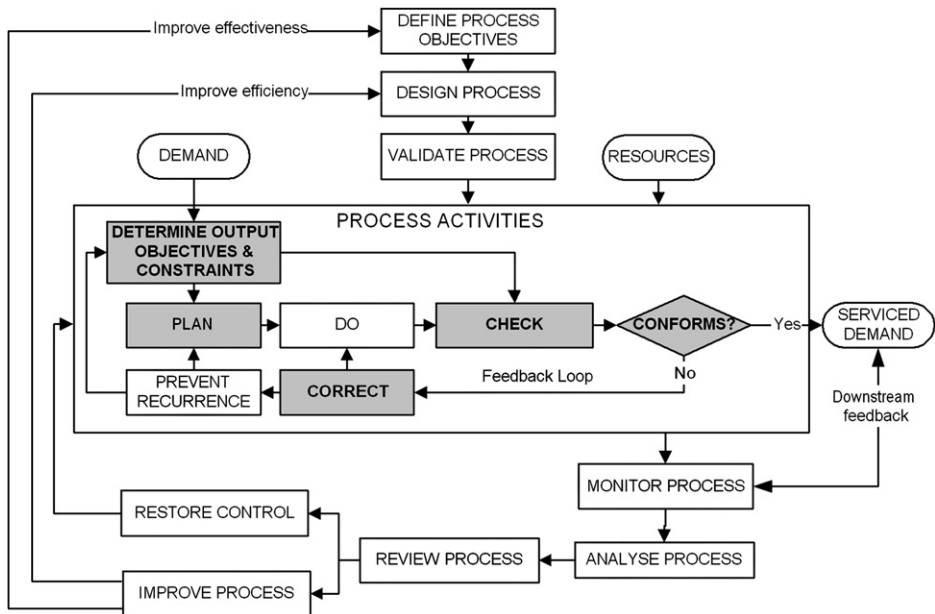 Improve effectiveness
DEFINE PROCESS
OBJECTIVES
Improve efficiency
DESIGN PROCESS
DEMAND
VALIDATE PROCESS
RESOURCES
PROCESS ACTIVITIES
DETERMINE OUTPUT
OBJECTIVES &
CONSTRAINTS
PLAN
DO
CHECK
CONFORMS?
Yes
SERVICED
DEMAND
PREVENT
RECURRENCE
CORRECT
Feedback Loop
No
Downstream
feedback
MONITOR PROCESS
RESTORE CONTROL
REVIEW PROCESS
ANALYSE PROCESS
IMPROVE PROCESS